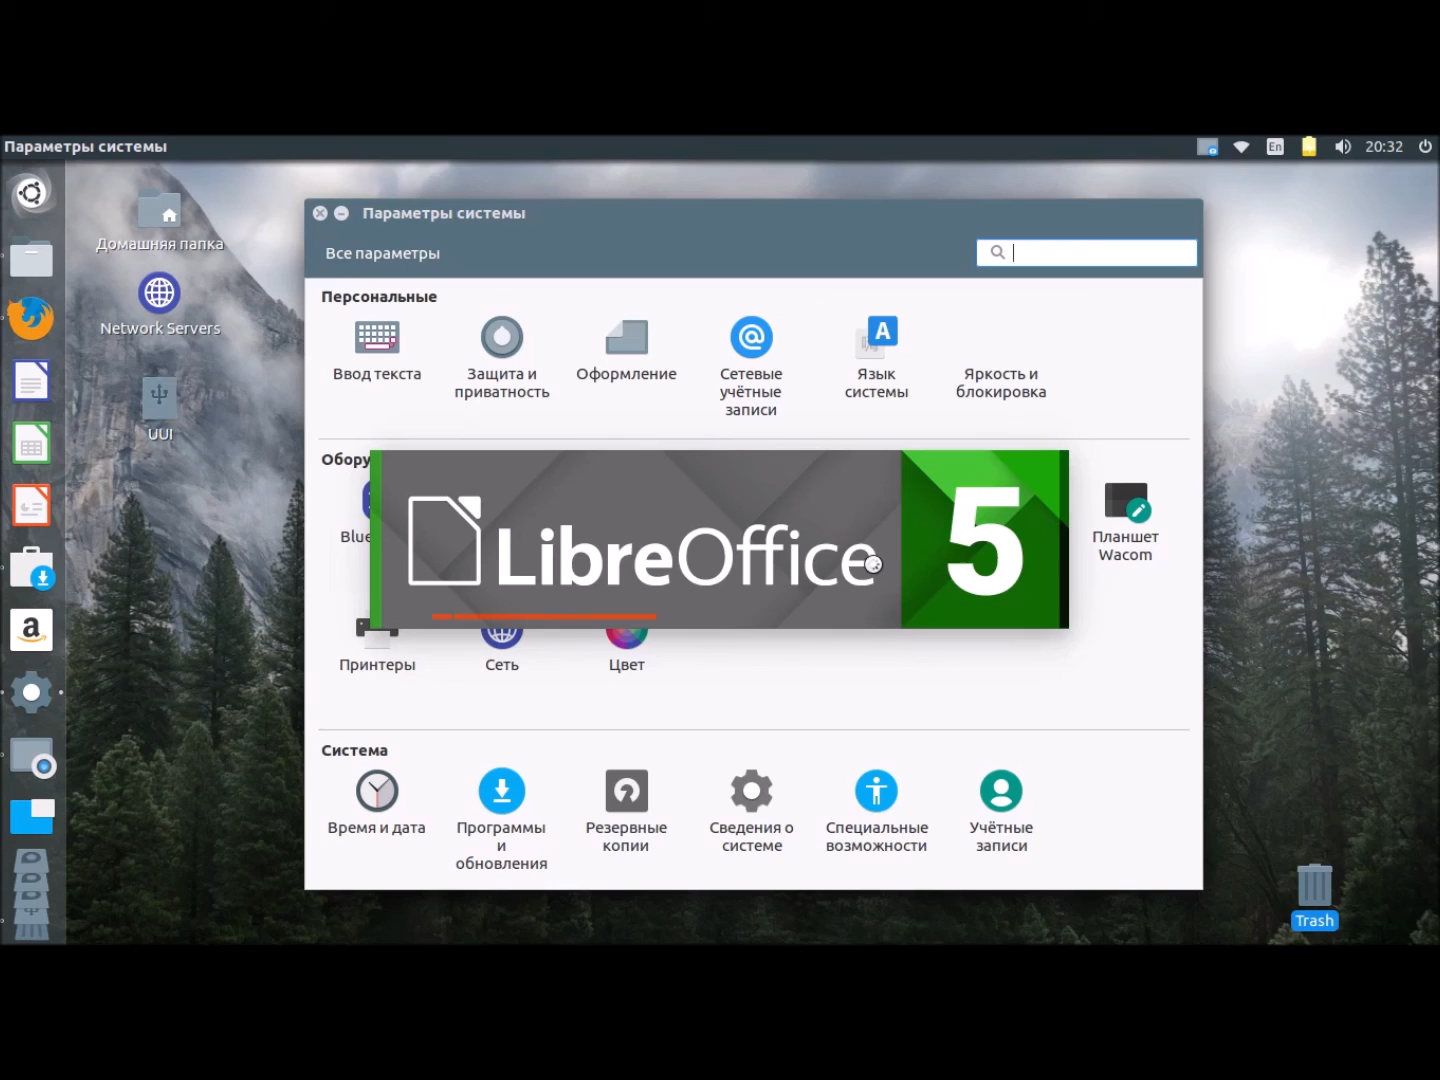 Параметры системы
En
20:32
Домашняя папка
Network Servers
UUI
Параметры системы
Все параметры
Персональные
Ввод текста
Защита и
приватность
Оформление
Сетевые
учётные
записи
A
Язык
системы
Яркость и
блокировка
Обору
Blue
LibreOffice
5
Планшет
Wacom
Принтеры
Сеть
Цвет
Система
Время и дата
Программы
и
обновления
Резервные
копии
Сведения о
системе
Специальные
возможности
Учётные
записи
a
Trash